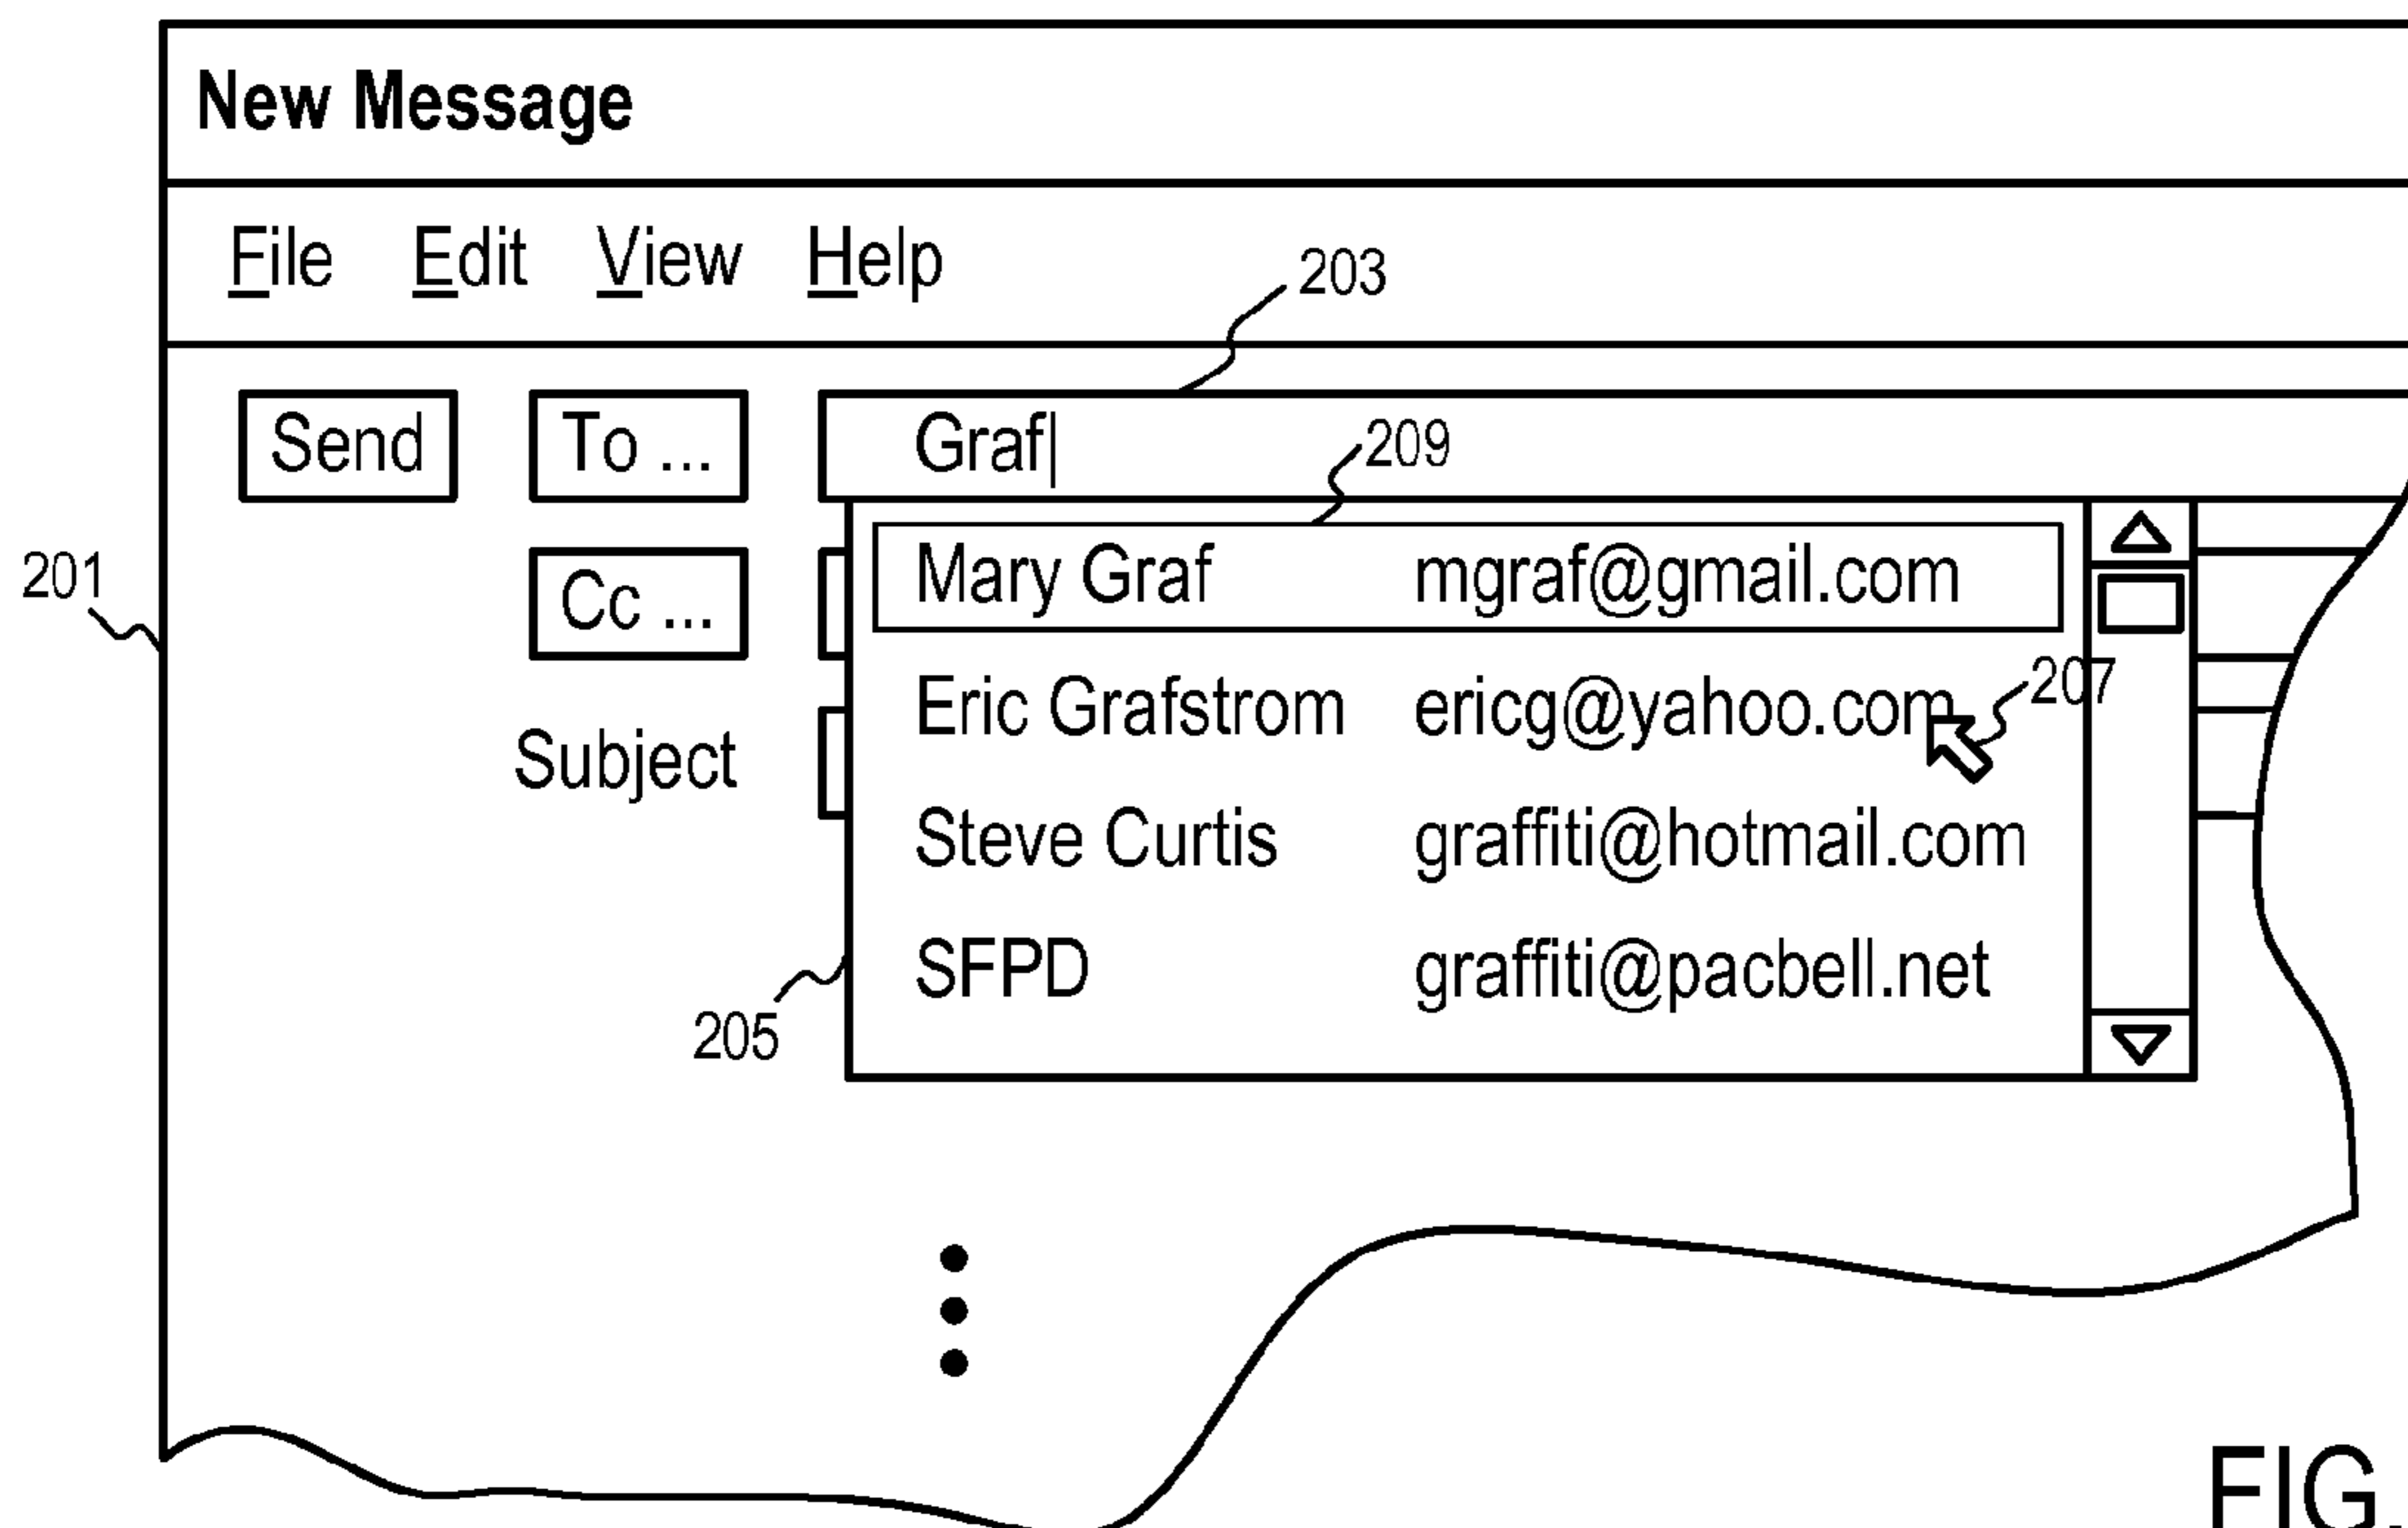 New Message
File Edit View Help
203
Send To ... Graf
209
201
Cc ...
Mary Graf mgraf@gmail.com
207
Subject
Eric Grafstrom ericg@yahoo.com
Steve Curtis graffiti@hotmail.com
SFPD graffiti@pacbell.net
205
FIG.